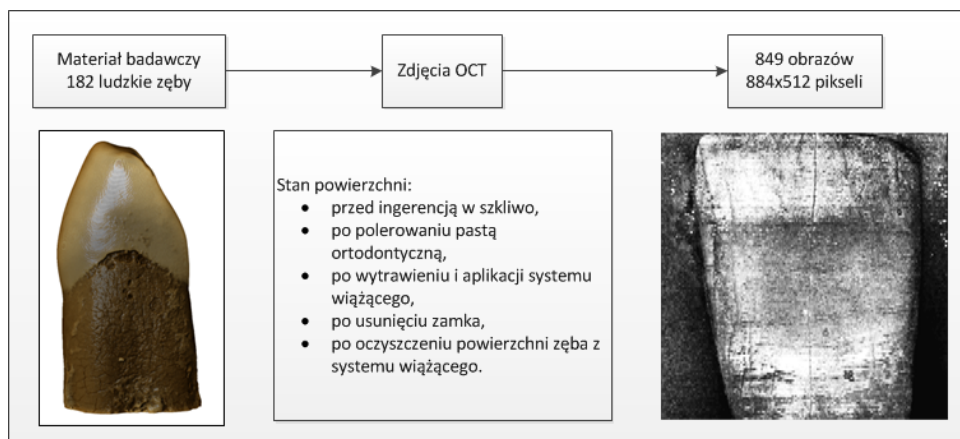 Materiał badawczy
182 ludzkie zęby
Zdjęcia OCT
849 obrazów
884x512 pikseli
Stan powierzchni:
• przed ingerencją w szkliwo,
• po polerowaniu pastą
ortodontyczną,
• po wytrawieniu i aplikacji systemu
wiążącego,
• po usunięciu zamka,
• po oczyszczeniu powierzchni zęba z
systemu wiążącego.